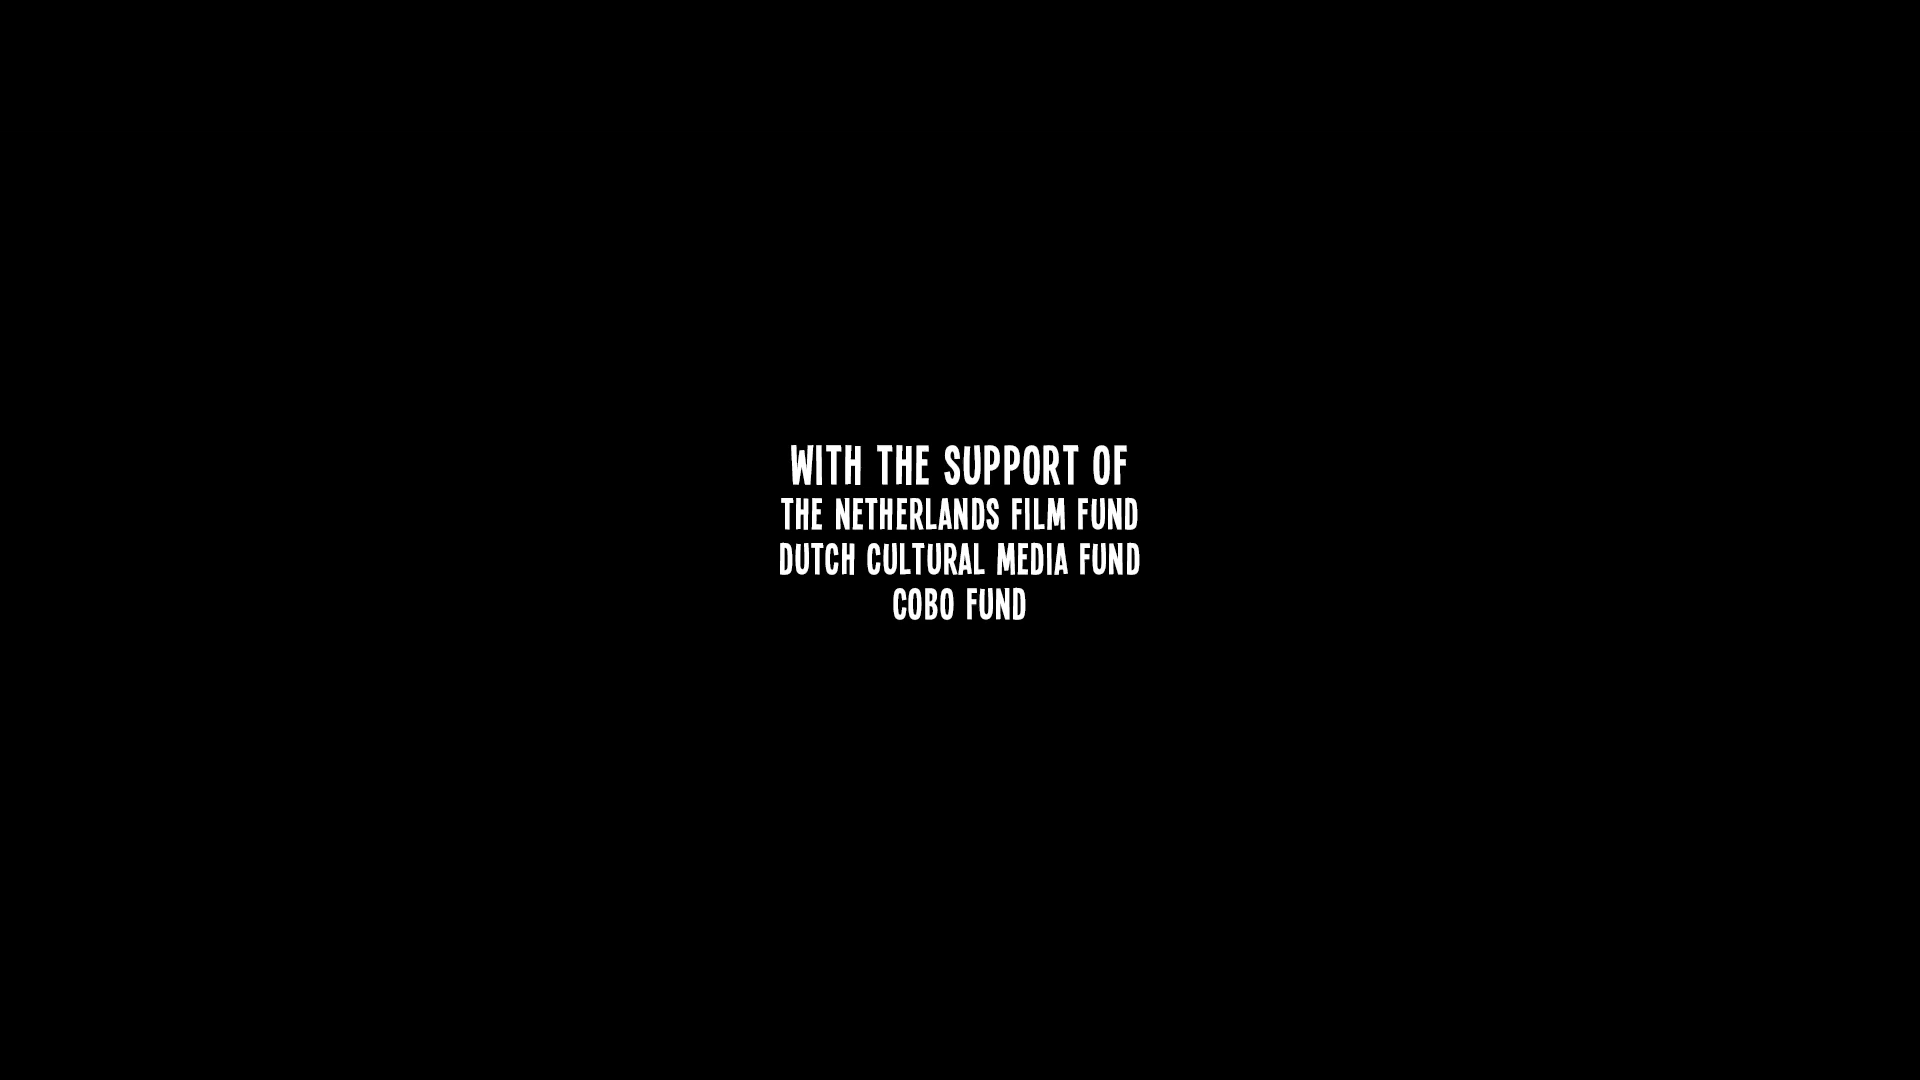 WITH THE SUPPORT OF
THE NETHERLANDS FILM FUND
DUTCH CULTURAL MEDIA FUND
COBO FUND